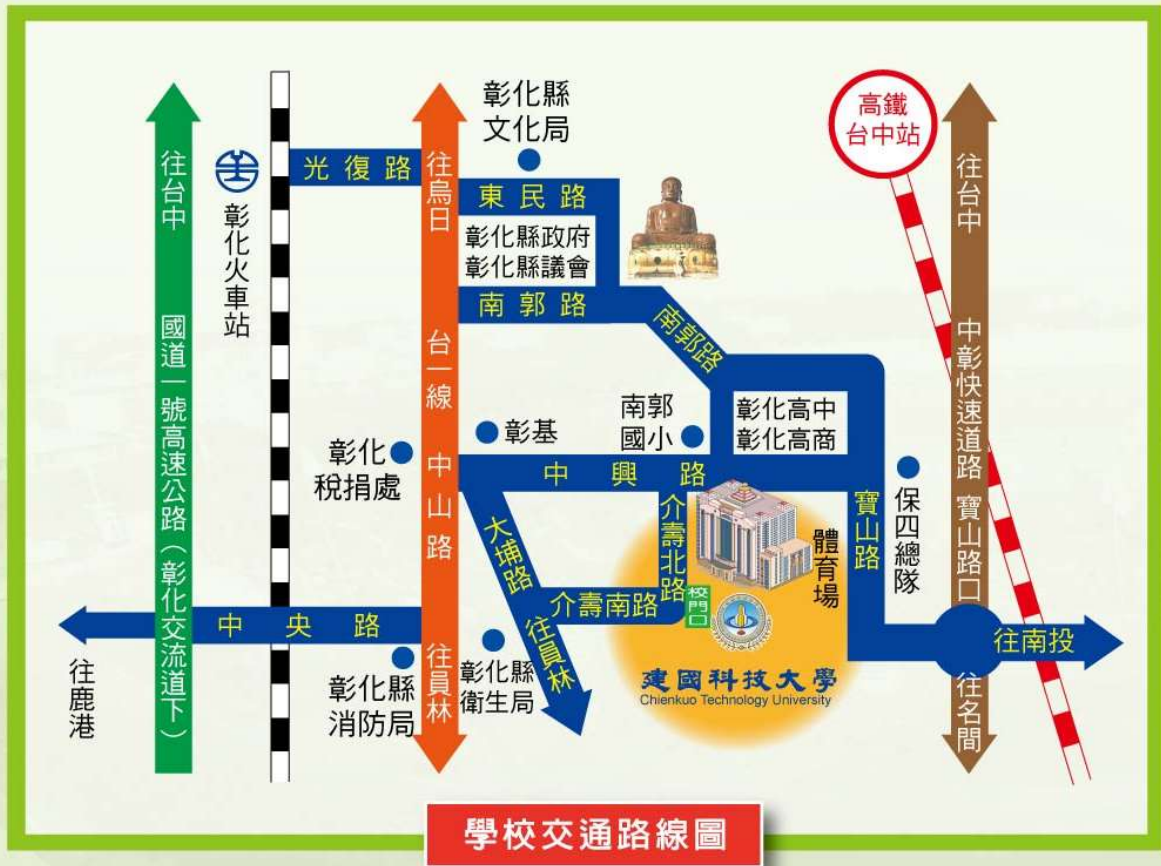 彰化縣
文化局
高鐵
台中站
往台中
往烏日
往台中
光復路
東民路
彰化火車站
彰化縣政府
彰化縣議會
南郭路
南郭路
國道一號高速公路（彰化交流道下）
台一線
中山路
中彰快速道路
寶山路口
彰基
南郭
國小
彰化高中
彰化高商
彰化
稅捐處
中興路
大埔路
介壽北路
體育場
寶山路
保四總隊
介壽南路
校門口
中央路
往員林
往員林
往南投
往鹿港
彰化縣
消防局
彰化縣
衛生局
建國科技大學
Chienkuo Technology University
往名間
學校交通路線圖